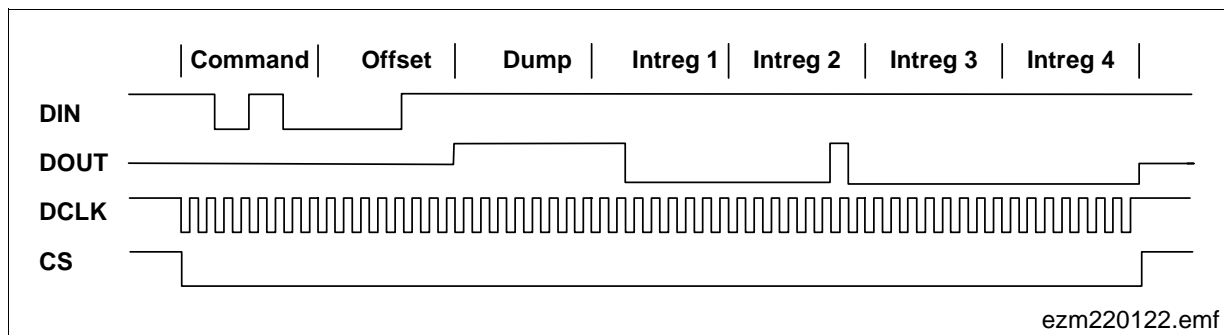 Command Offset Dump Intreg 1 Intreg 2 Intreg 3 Intreg 4
DIN
DOUT
DCLK
CS
ezm220122.emf